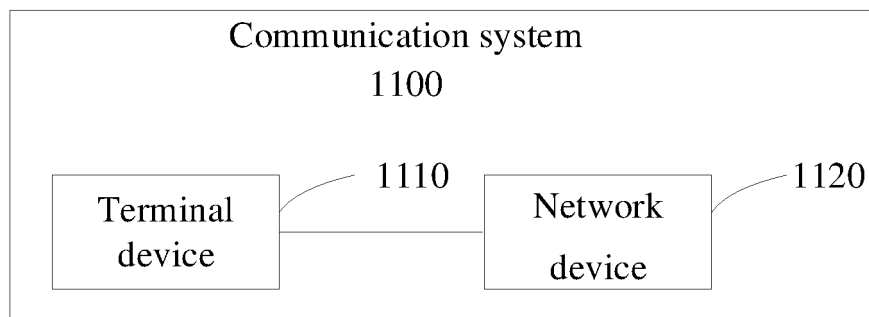 Communication system
1100
1110
1120
Terminal
device
Network
device